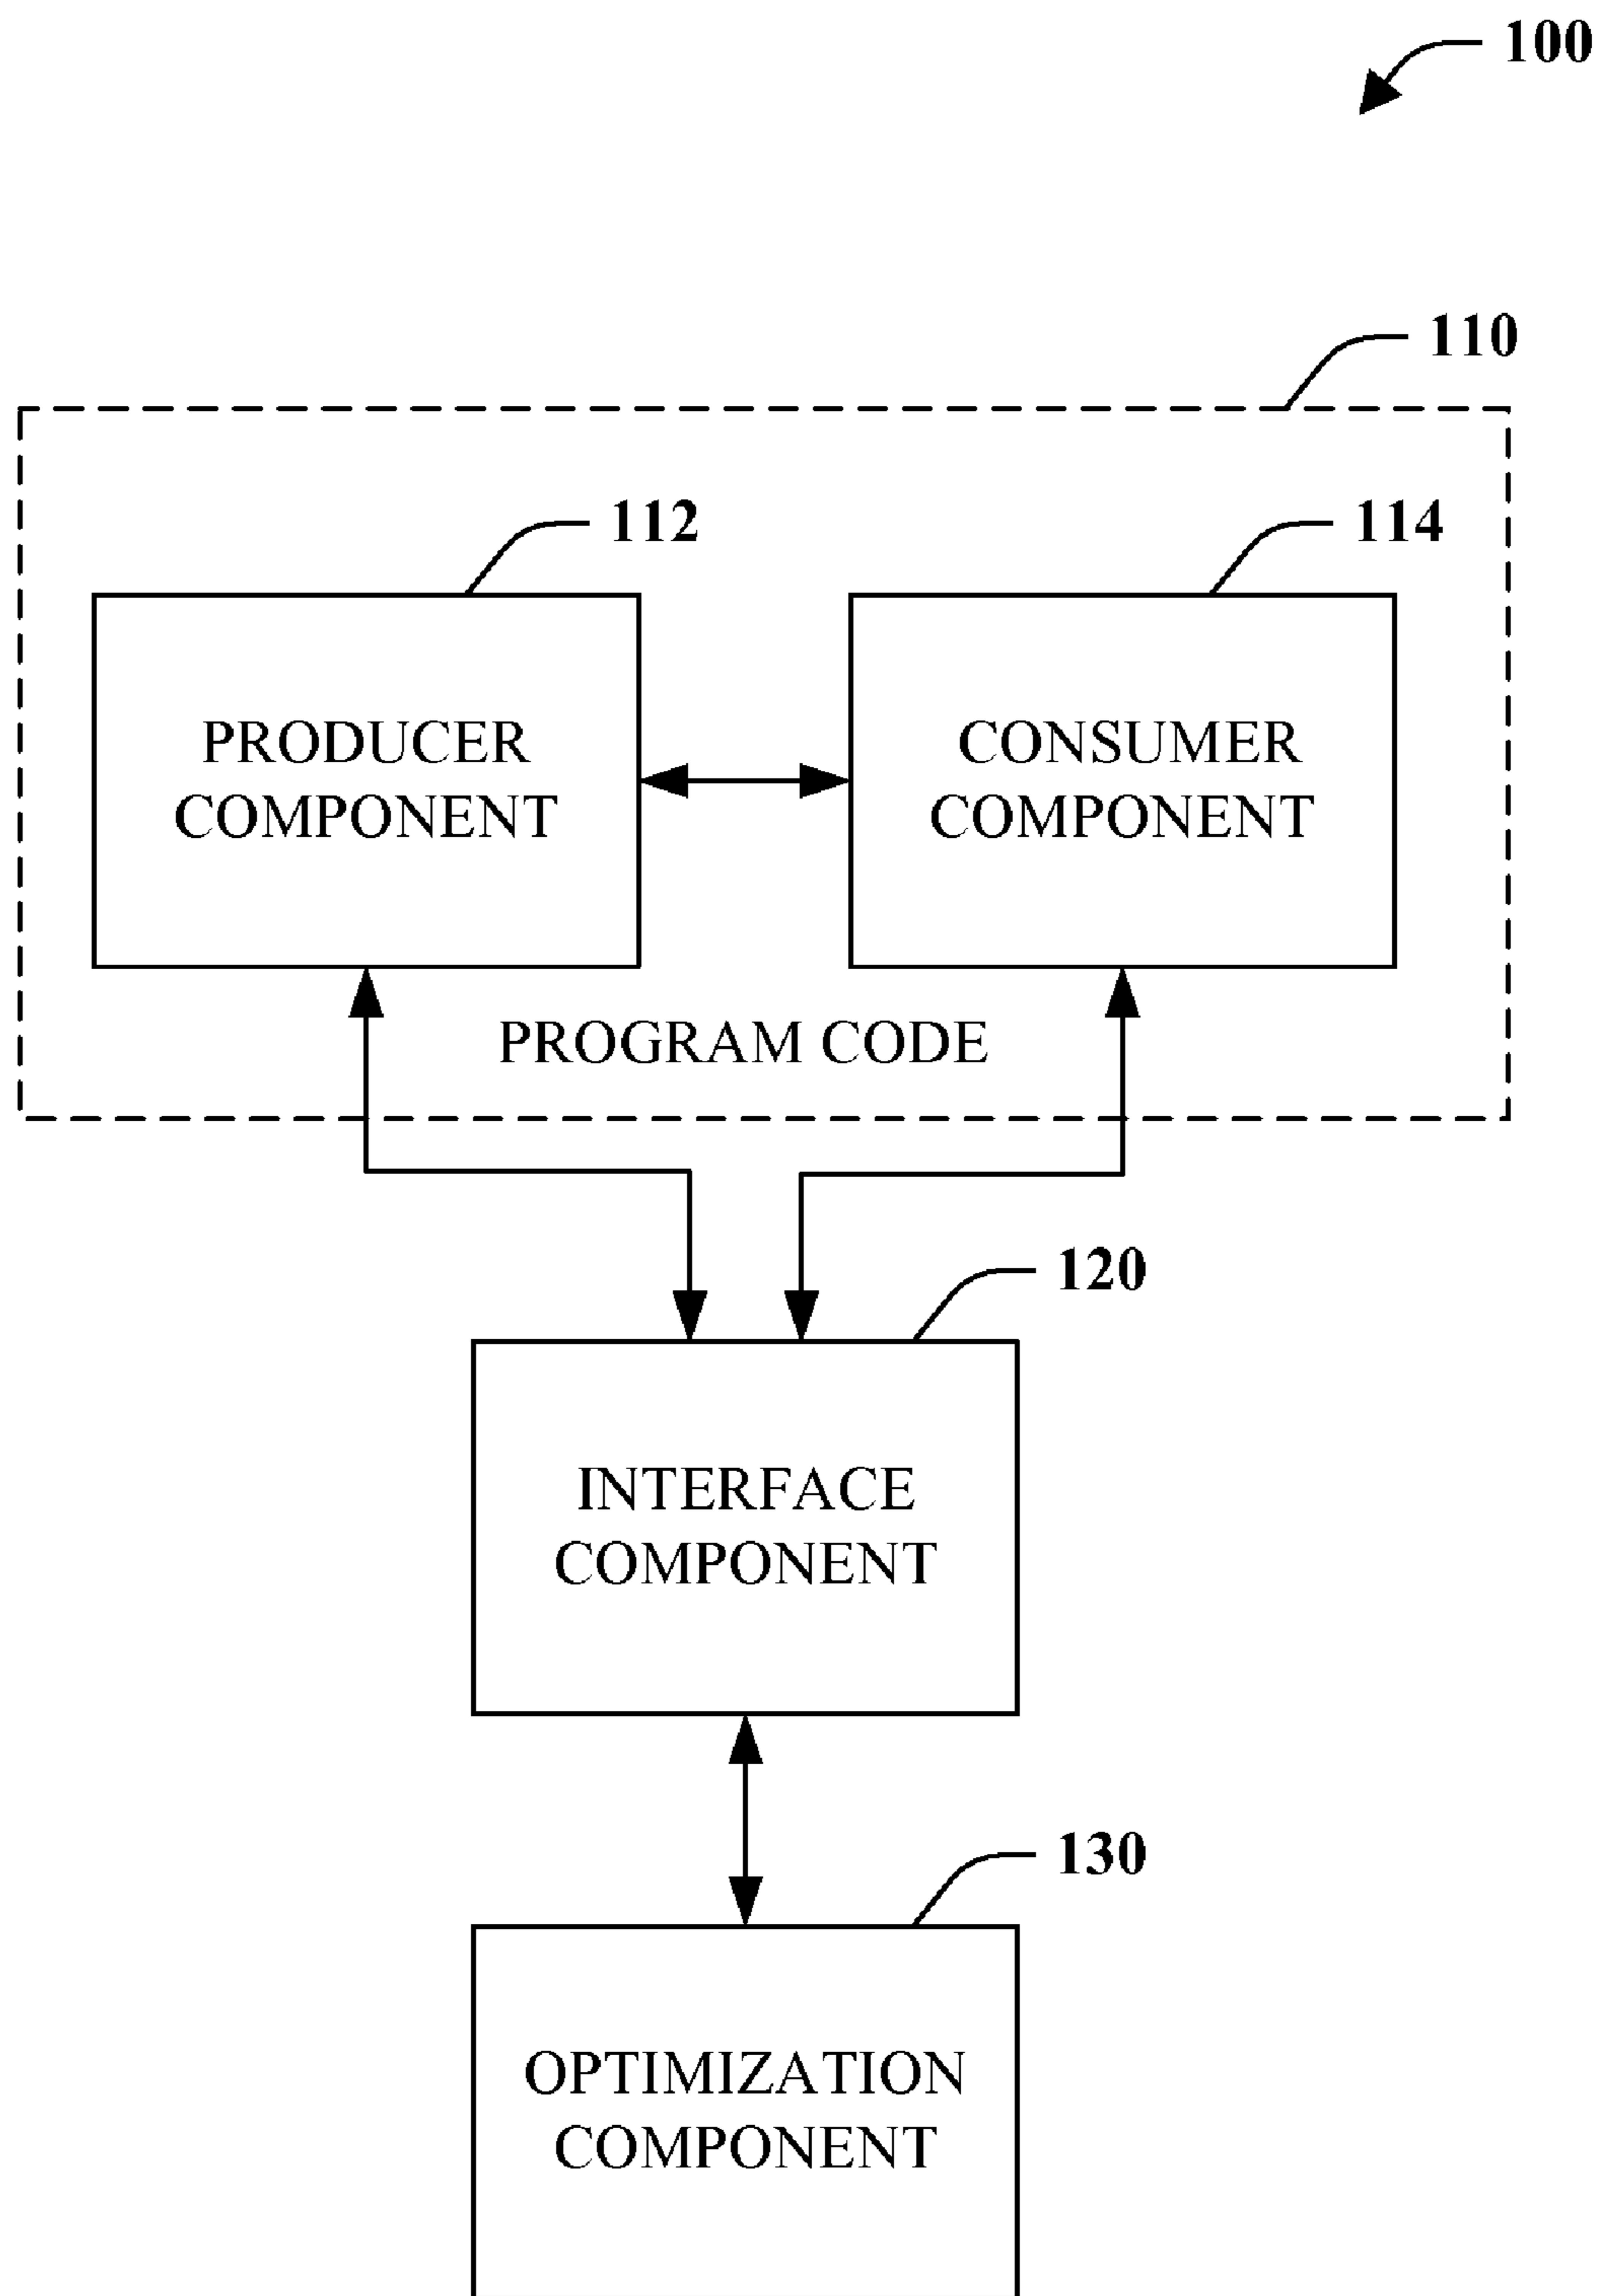 100
110
112
114
PRODUCER
COMPONENT
CONSUMER
COMPONENT
PROGRAM CODE
120
INTERFACE
COMPONENT
130
OPTIMIZATION
COMPONENT